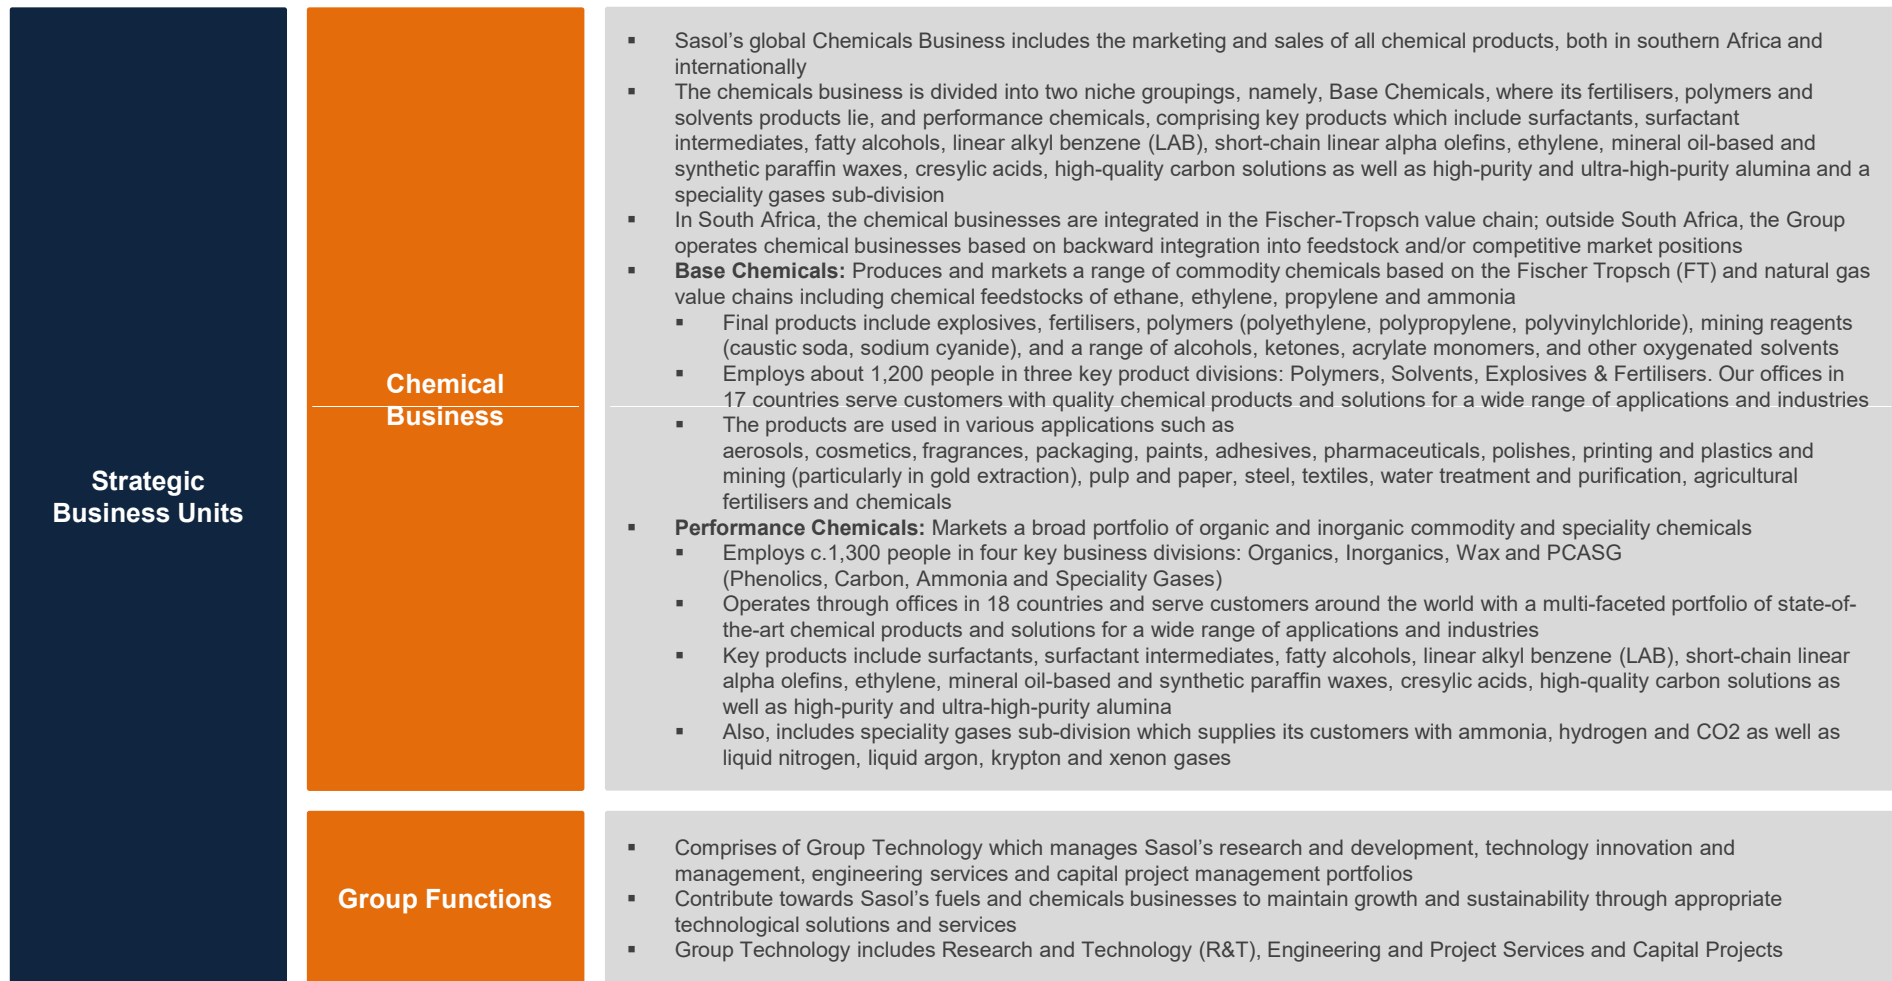 Strategic
Business Units
Chemical
Business
▪ Sasol’s global Chemicals Business includes the marketing and sales of all chemical products, both in southern Africa and
internationally
▪ The chemicals business is divided into two niche groupings, namely, Base Chemicals, where its fertilisers, polymers and
solvents products lie, and performance chemicals, comprising key products which include surfactants, surfactant
intermediates, fatty alcohols, linear alkyl benzene (LAB), short-chain linear alpha olefins, ethylene, mineral oil-based and
synthetic paraffin waxes, cresylic acids, high-quality carbon solutions as well as high-purity and ultra-high-purity alumina and a
speciality gases sub-division
▪ In South Africa, the chemical businesses are integrated in the Fischer-Tropsch value chain; outside South Africa, the Group
operates chemical businesses based on backward integration into feedstock and/or competitive market positions
▪ Base Chemicals: Produces and markets a range of commodity chemicals based on the Fischer Tropsch (FT) and natural gas
value chains including chemical feedstocks of ethane, ethylene, propylene and ammonia
▪ Final products include explosives, fertilisers, polymers (polyethylene, polypropylene, polyvinylchloride), mining reagents
(caustic soda, sodium cyanide), and a range of alcohols, ketones, acrylate monomers, and other oxygenated solvents
▪ Employs about 1,200 people in three key product divisions: Polymers, Solvents, Explosives & Fertilisers. Our offices in
17 countries serve customers with quality chemical products and solutions for a wide range of applications and industries
▪ The products are used in various applications such as
aerosols, cosmetics, fragrances, packaging, paints, adhesives, pharmaceuticals, polishes, printing and plastics and
mining (particularly in gold extraction), pulp and paper, steel, textiles, water treatment and purification, agricultural
fertilisers and chemicals
▪ Performance Chemicals: Markets a broad portfolio of organic and inorganic commodity and speciality chemicals
▪ Employs c.1,300 people in four key business divisions: Organics, Inorganics, Wax and PCASG
(Phenolics, Carbon, Ammonia and Speciality Gases)
▪ Operates through offices in 18 countries and serve customers around the world with a multi-faceted portfolio of state-of-
the-art chemical products and solutions for a wide range of applications and industries
▪ Key products include surfactants, surfactant intermediates, fatty alcohols, linear alkyl benzene (LAB), short-chain linear
alpha olefins, ethylene, mineral oil-based and synthetic paraffin waxes, cresylic acids, high-quality carbon solutions as
well as high-purity and ultra-high-purity alumina
▪ Also, includes speciality gases sub-division which supplies its customers with ammonia, hydrogen and CO2 as well as
liquid nitrogen, liquid argon, krypton and xenon gases
Group Functions
▪ Comprises of Group Technology which manages Sasol’s research and development, technology innovation and
management, engineering services and capital project management portfolios
▪ Contribute towards Sasol’s fuels and chemicals businesses to maintain growth and sustainability through appropriate
technological solutions and services
▪ Group Technology includes Research and Technology (R&T), Engineering and Project Services and Capital Projects